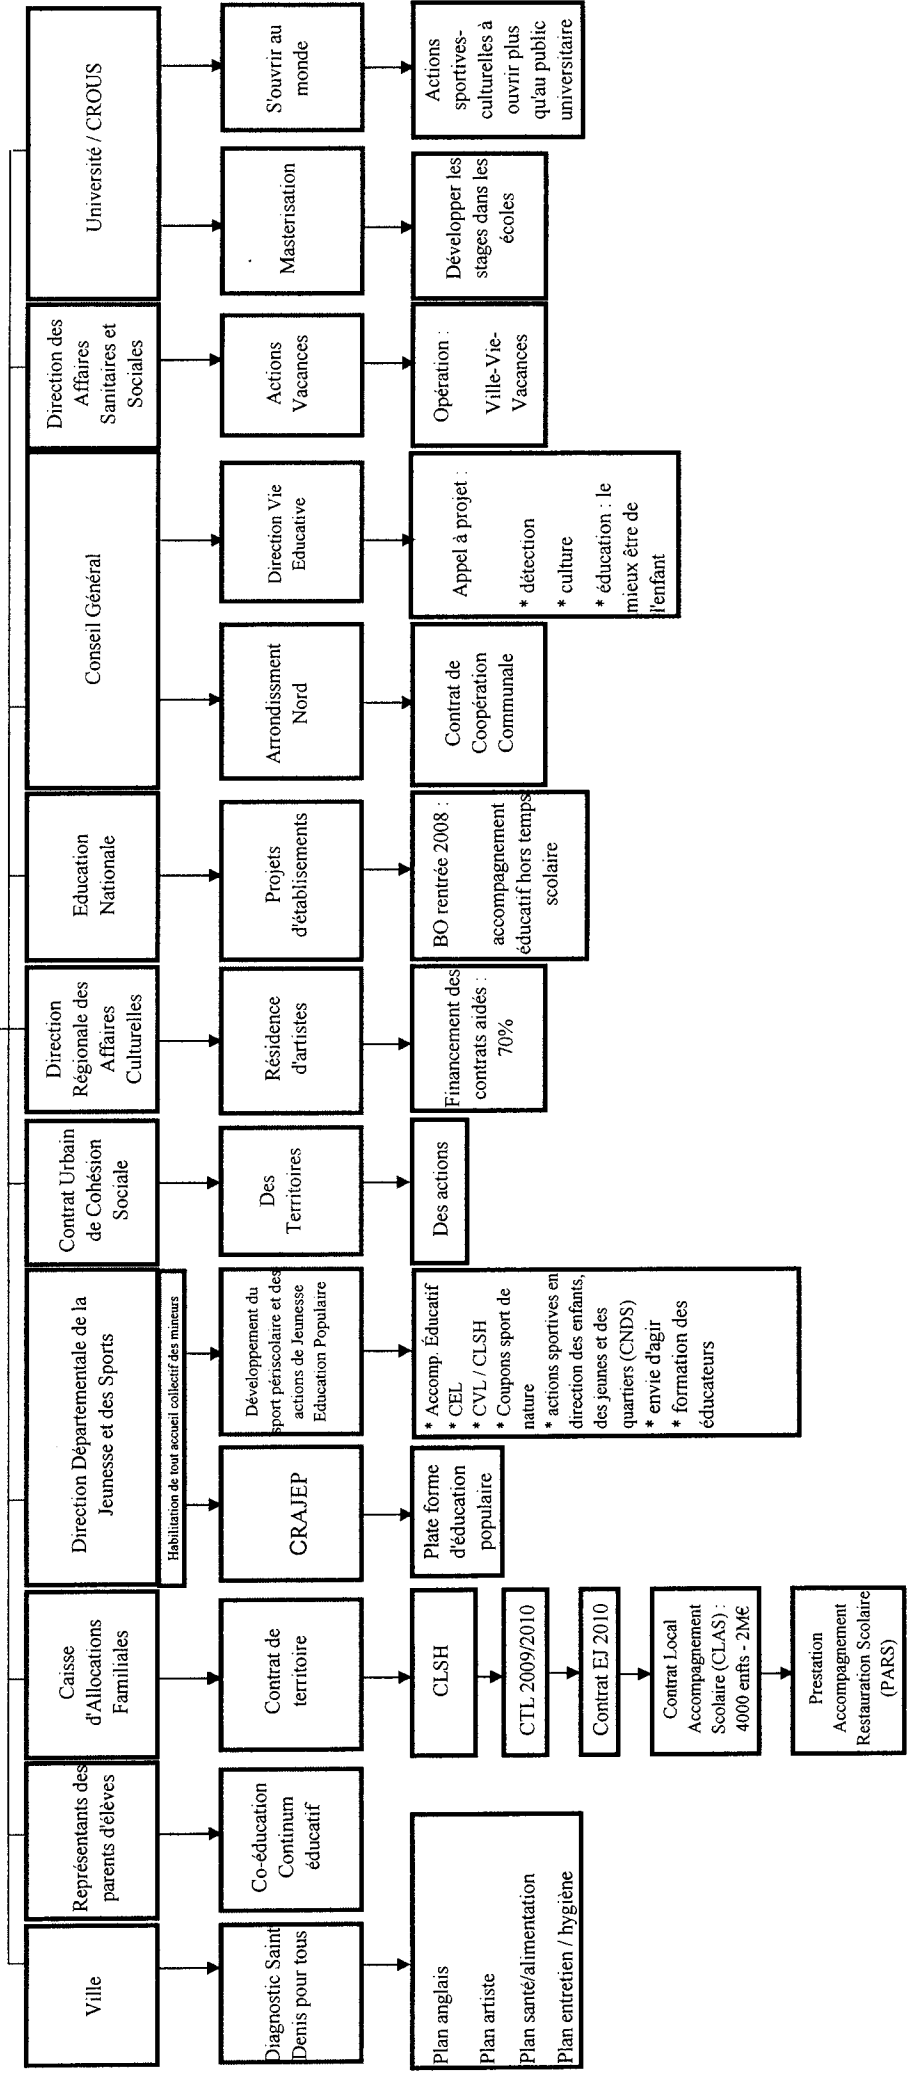 Ville
Représentants des
parents d'élèves
Caisse
d'Allocations
Familiales
Direction Départementale de la
Jeunesse et des Sports
Habilitation de tout accueil collectif des mineurs
Contrat Urbain
de Cohésion
Sociale
Direction
Régionale des
Affaires
Culturelles
Education
Nationale
Conseil Général
Direction des
Affaires
Sanitaires et
Sociales
Université / CROUS
Diagnostic Saint
Denis pour tous
Co-éducation
Continum
éducatif
Contrat de
territoire
CRAJEP
Développement du
sport périscolaire et des
actions de Jeunesse
Education Populaire
Des
Territoires
Résidence
d'artistes
Projets
d'établisements
Arrondissment
Nord
Direction Vie
Educative
Actions
Vacances
Masterisation
S'ouvrir au
monde
Plan anglais
Plan artiste
Plan santé/alimentation
Plan entretien / hygiène
CLSH
CTL 2009/2010
Contrat EJ 2010
Contrat Local
Accompagnement
Scolaire (CLAS) :
4000 enfts - 2M€
Prestation
Accompagnement
Restauration Scolaire
(PARS)
Plate forme
d'éducation
populaire
* Accomp. Éducatif
* CEL
* CVL / CLSH
* Coupons sport de
nature
* actions sportives en
direction des enfants,
des jeunes et des
quartiers (CNDS)
* envie d'agir
* formation des
éducateurs
Des actions
Financement des
contrats aidés :
70%
BO rentrée 2008 :
accompagnement
éducatif hors temps
scolaire
Contrat de
Coopération
Communale
Appel à projet :
* détection
* culture
* éducation : le
mieux être de
l'enfant
Opération :
Ville-Vie-
Vacances
Développer les
stages dans les
écoles
Actions
sportives-
culturelles à
ouvrir plus
qu'au public
universitaire